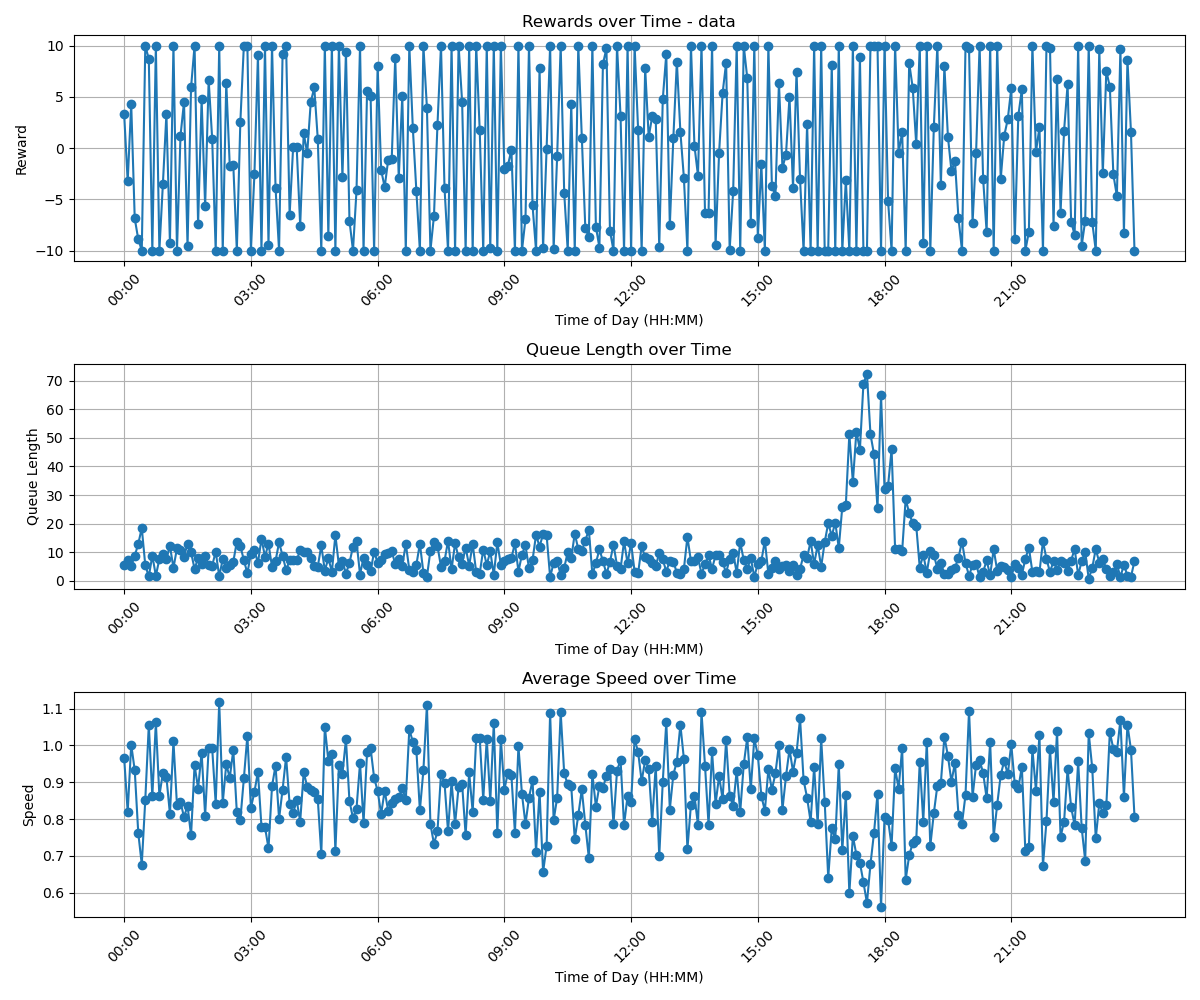 Rewards over Time - data
Reward
10
5
0
−5
−10
00:00 03:00 06:00 09:00 12:00 15:00 18:00 21:00
Time of Day (HH:MM)
Queue Length over Time
Queue Length
70
60
50
40
30
20
10
0
00:00 03:00 06:00 09:00 12:00 15:00 18:00 21:00
Time of Day (HH:MM)
Average Speed over Time
Speed
1.1
1.0
0.9
0.8
0.7
0.6
00:00 03:00 06:00 09:00 12:00 15:00 18:00 21:00
Time of Day (HH:MM)